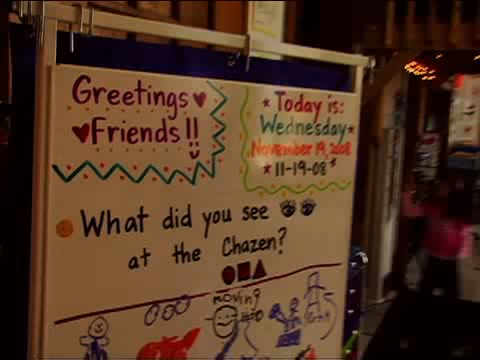 Greetings
Friends!!
Today is:
Wednesday
November 19, 2008
11-19-08
What did you see
at the Chazen?
moving